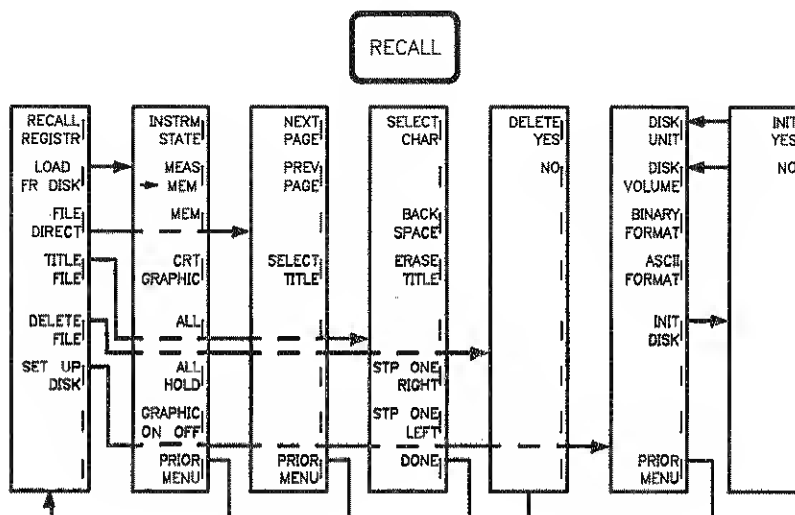 RECALL
RECALL
REGISTR
LOAD
FR DISK
FILE
DIRECT
TITLE
FILE
DELETE
FILE
SET UP
DISK
INSTRM
STATE
MEAS
MEM
MEM
CRT
GRAPHIC
ALL
ALL
HOLD
GRAPHIC
ON OFF
PRIOR
MENU
NEXT
PAGE
PREV
PAGE
SELECT
TITLE
PRIOR
MENU
SELECT
CHAR
BACK
SPACE
ERASE
TITLE
STP ONE
RIGHT
STP ONE
LEFT
DONE
DELETE
YES
NO
DISK
UNIT
DISK
VOLUME
BINARY
FORMAT
ASCII
FORMAT
INIT
DISK
PRIOR
MENU
INIT
YES
NO